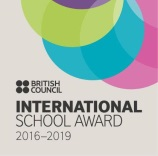 BRITISH
COUNCIL
INTERNATIONAL
SCHOOL AWARD
2016–2019